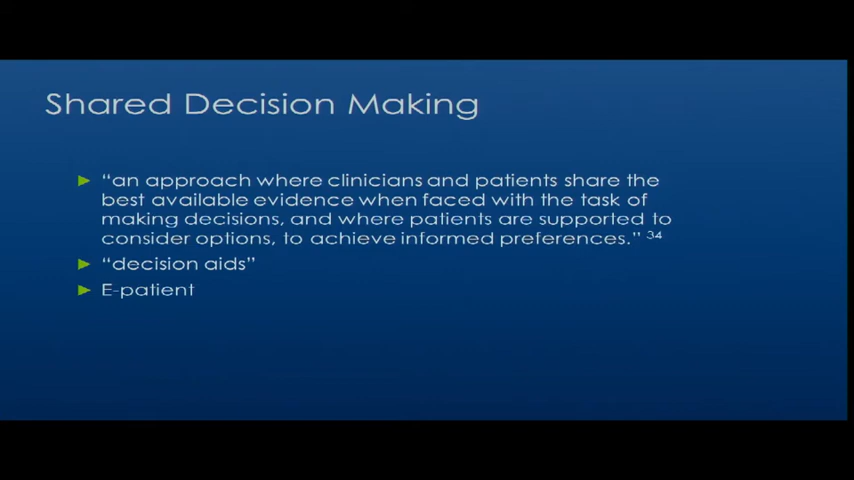 Shared Decision Making
“an approach where clinicians and patients share the
best available evidence when faced with the task of
making decisions, and where patients are supported to
consider options, to achieve informed preferences.” 34
“decision aids”
E-patient